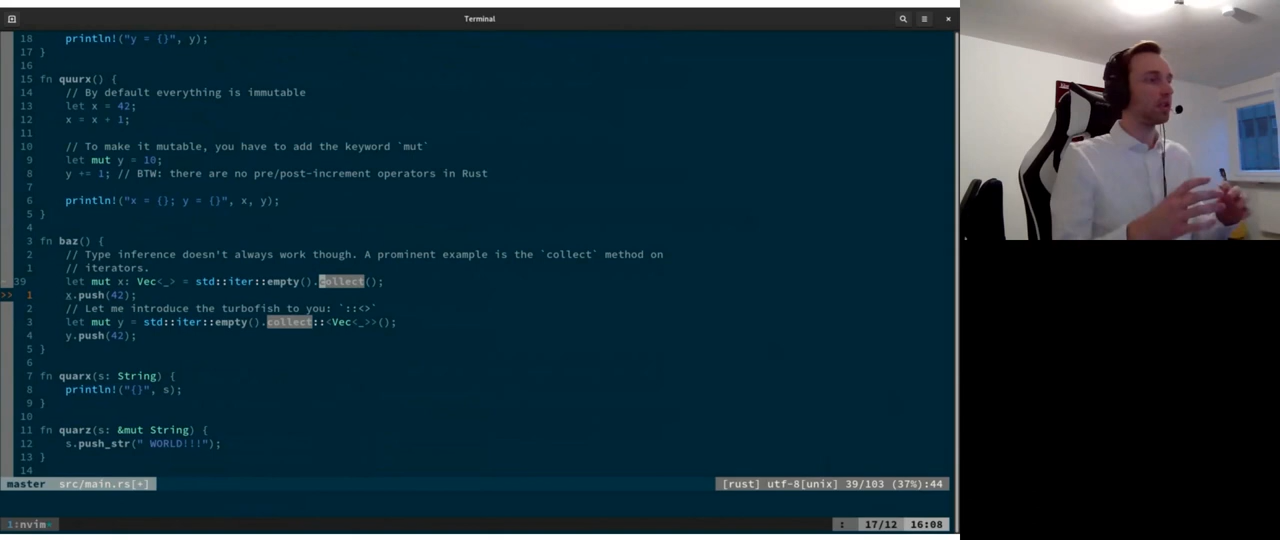 Terminal
18 println!("y = {}", y);
17 }
16
15 fn quurx() {
14 // By default everything is immutable
13 let x = 42;
12 x = x + 1;
11
10 // To make it mutable, you have to add the keyword `mut`
9 let mut y = 10;
8 y += 1; // BTW: there are no pre/post-increment operators in Rust
7
6 println!("x = {}; y = {}", x, y);
5 }
4
3 fn baz() {
2 // Type inference doesn't always work though. A prominent example is the `collect` method on
1 // iterators.
39 let mut x: Vec<_> = std::iter::empty().collect();
>> 1 x.push(42);
2 // Let me introduce the turbofish to you: `::<>`
3 let mut y = std::iter::empty().collect::<Vec<_>>();
4 y.push(42);
5 }
6
7 fn quarx(s: String) {
8 println!("{}", s);
9 }
10
11 fn quarz(s: &mut String) {
12 s.push_str(" WORLD!!!");
13 }
14
master src/main.rs[+] [rust] utf-8[unix] 39/103 (37%):44
1:nvim* : 17/12 16:08